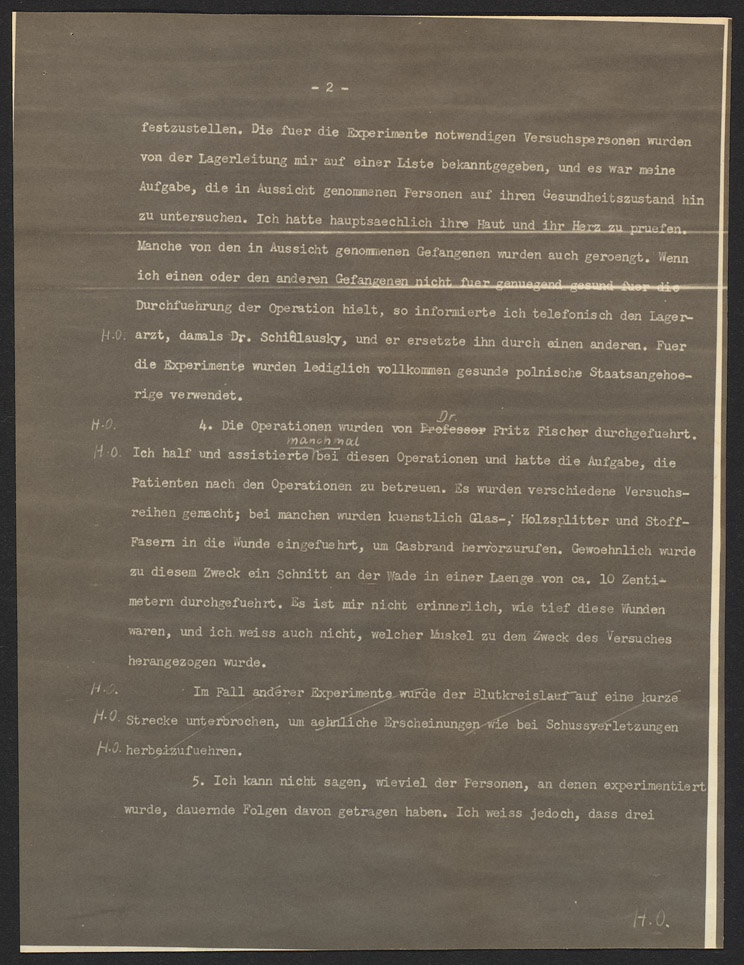 - 2 -
festzustellen. Die fuer die Experimente notwendigen Versuchspersonen wurden
von der Lagerleitung mir auf einer Liste bekanntgegeben, und es war meine
Aufgabe, die in Aussicht genommenen Personen auf ihren Gesundheitszustand hin
zu untersuchen. Ich hatte hauptsaechlich ihre Haut und ihr Herz zu pruefen.
Manche von den in Aussicht genommenen Gefangenen wurden auch geroengt. Wenn
ich einen oder den anderen Gefangenen nicht fuer genuegend gesund fuer die
Durchfuehrung der Operation hielt, so informierte ich telefonisch den Lager-
H.O. arzt, damals Dr. Schidlausky, und er ersetzte ihn durch einen anderen. Fuer
die Experimente wurden lediglich vollkommen gesunde polnische Staatsangehoe-
rige verwendet.
Dr.
H.O. 4. Die Operationen wurden von Professor Fritz Fischer durchgefuehrt.
manchmal
H.O. Ich half und assistierte bei diesen Operationen und hatte die Aufgabe, die
Patienten nach den Operationen zu betreuen. Es wurden verschiedene Versuchs-
reihen gemacht; bei manchen wurden kuenstlich Glas-, Holzsplitter und Stoff-
Fasern in die Wunde eingefuehrt, um Gasbrand hervorzurufen. Gewoehnlich wurde
zu diesem Zweck ein Schnitt an der Wade in einer Laenge von ca. 10 Zenti-
metern durchgefuehrt. Es ist mir nicht erinnerlich, wie tief diese Wunden
waren, und ich weiss auch nicht, welcher Muskel zu dem Zweck des Versuches
herangezogen wurde.
H.O. Im Fall anderer Experimente wurde der Blutkreislauf auf eine kurze
H.O. Strecke unterbrochen, um aehnliche Erscheinungen wie bei Schussverletzungen
H.O. herbeizufuehren.
5. Ich kann nicht sagen, wieviel der Personen, an denen experimentiert
wurde, dauernde Folgen davon getragen haben. Ich weiss jedoch, dass drei
H.O.